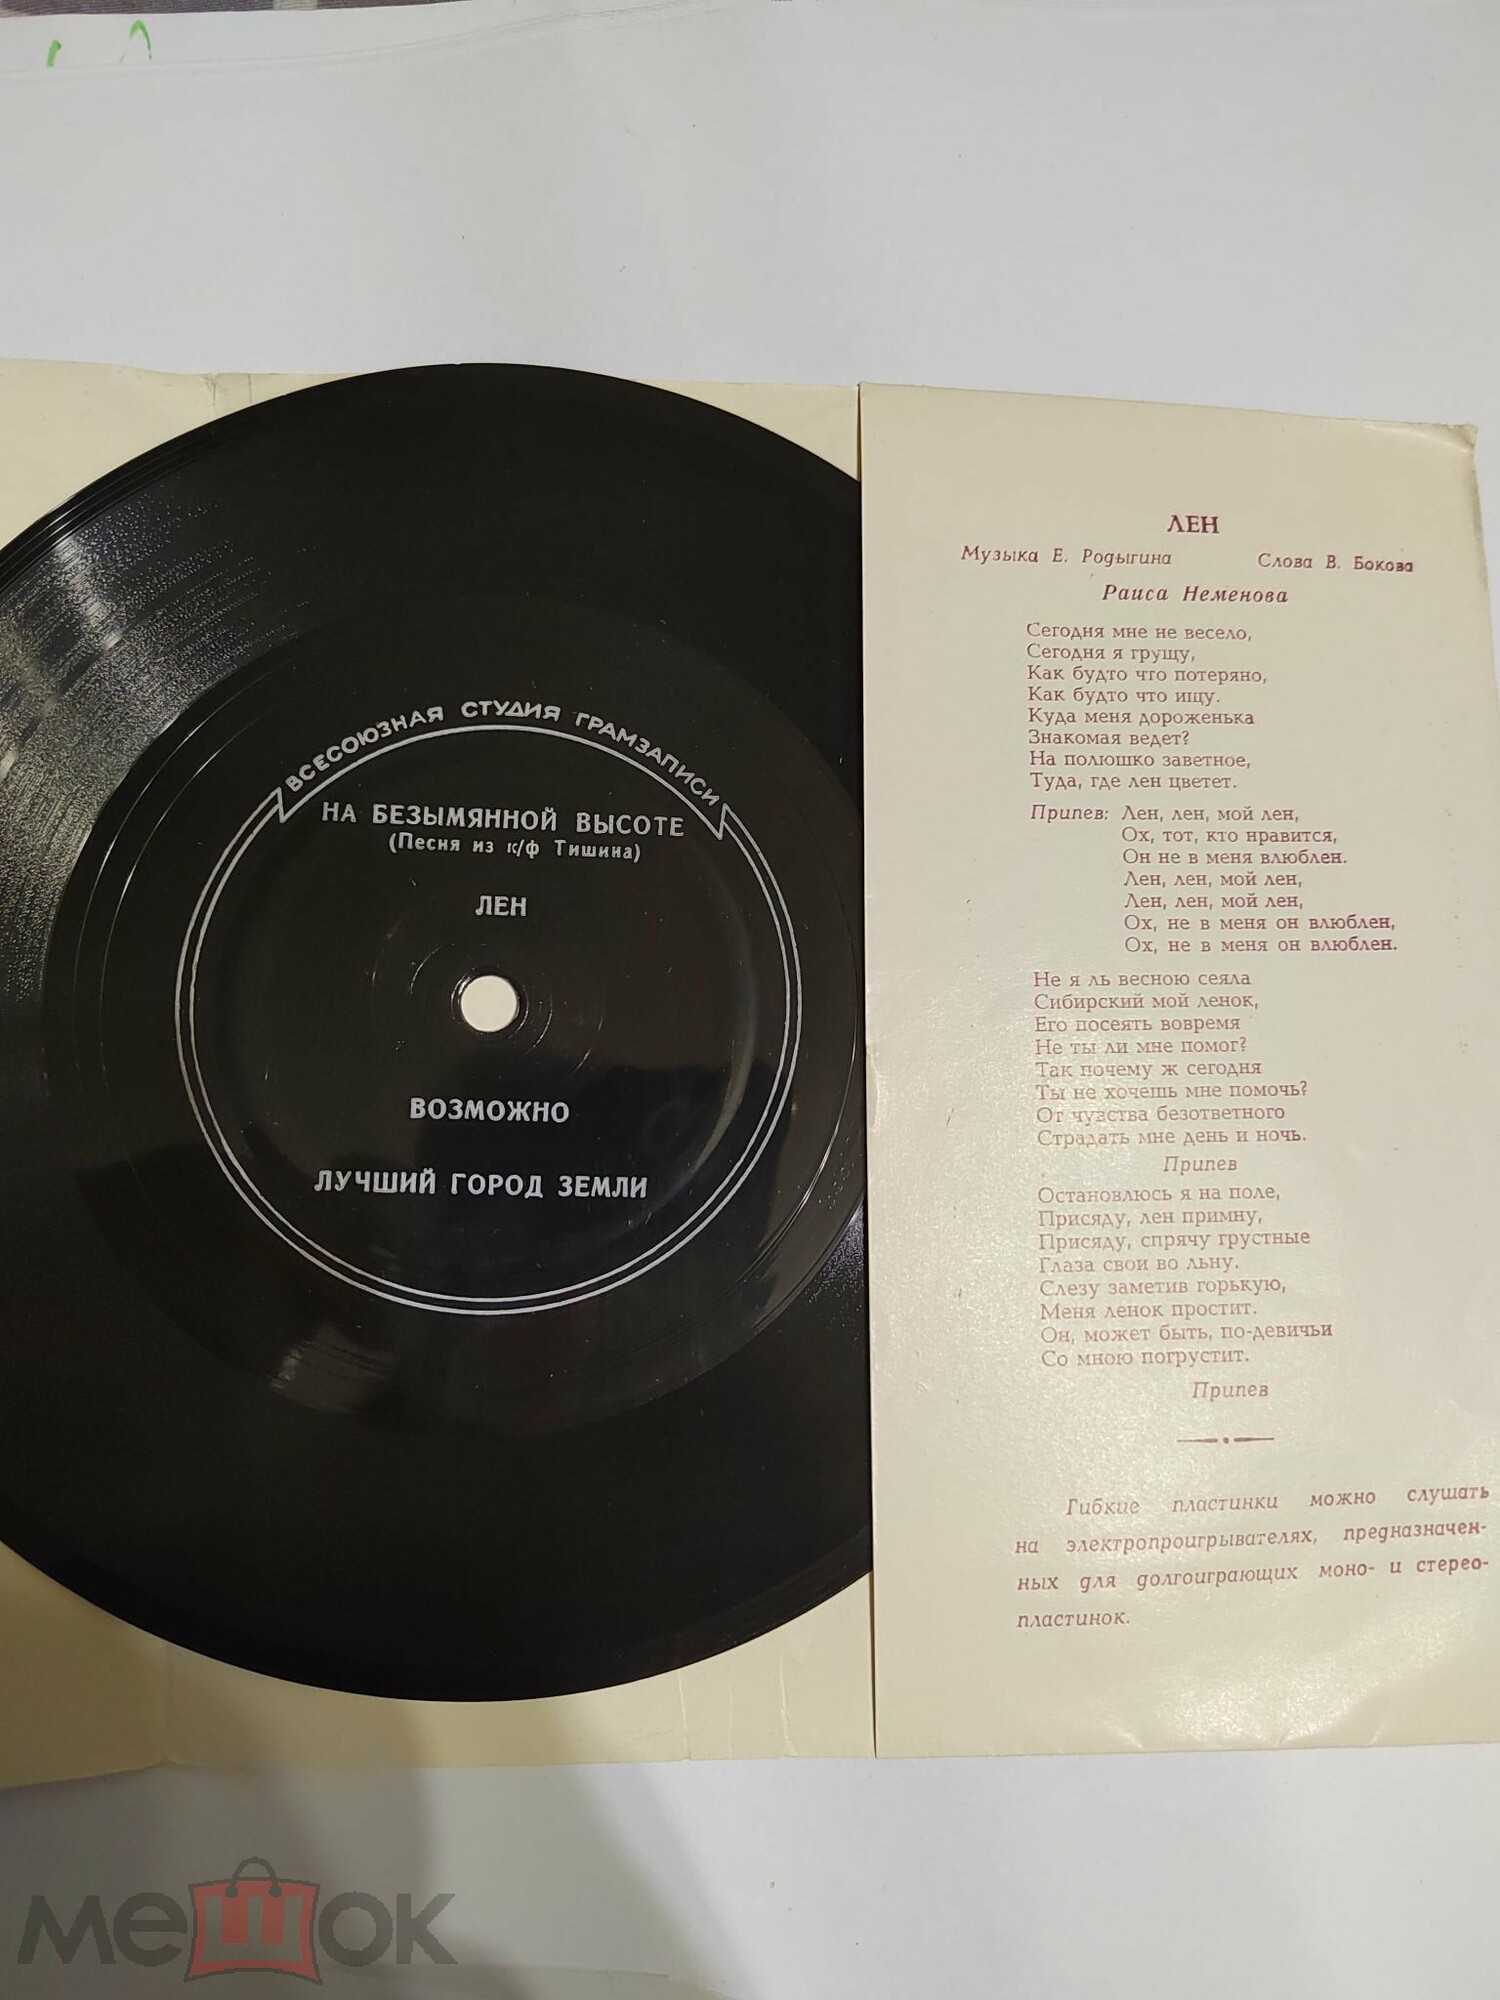 ВСЕСОЮЗНАЯ СТУДИЯ ГРАМЗАПИСИ
НА БЕЗЫМЯННОЙ ВЫСОТЕ
(Песня из к/ф Тишина)
ЛЕН
ВОЗМОЖНО
ЛУЧШИЙ ГОРОД ЗЕМЛИ
ЛЕН
Музыка Е. Родыгина Слова В. Бокова
Раиса Неменова
Сегодня мне не весело,
Сегодня я грущу,
Как будто что потеряно,
Как будто что ищу.
Куда меня дороженька
Знакомая ведет?
На полюшко заветное,
Туда, где лен цветет.
Припев: Лен, лен, мой лен,
Ох, тот, кто нравится,
Он не в меня влюблен.
Лен, лен, мой лен,
Лен, лен, мой лен,
Ох, не в меня он влюблен,
Ох, не в меня он влюблен.
Не я ль весною сеяла
Сибирский мой ленок,
Его посеять вовремя
Не ты ли мне помог?
Так почему ж сегодня
Ты не хочешь мне помочь?
От чувства безответного
Страдать мне день и ночь.
Припев
Остановлюсь я на поле,
Присяду, лен примну,
Присяду, спрячу грустные
Глаза свои во льну.
Слезу заметив горькую,
Меня ленок простит.
Он, может быть, по-девичьи
Со мною погрустит.
Припев
Гибкие пластинки можно слушать
на электропроигрывателях, предназначен-
ных для долгоиграющих моно- и стерео-
пластинок.
мешок